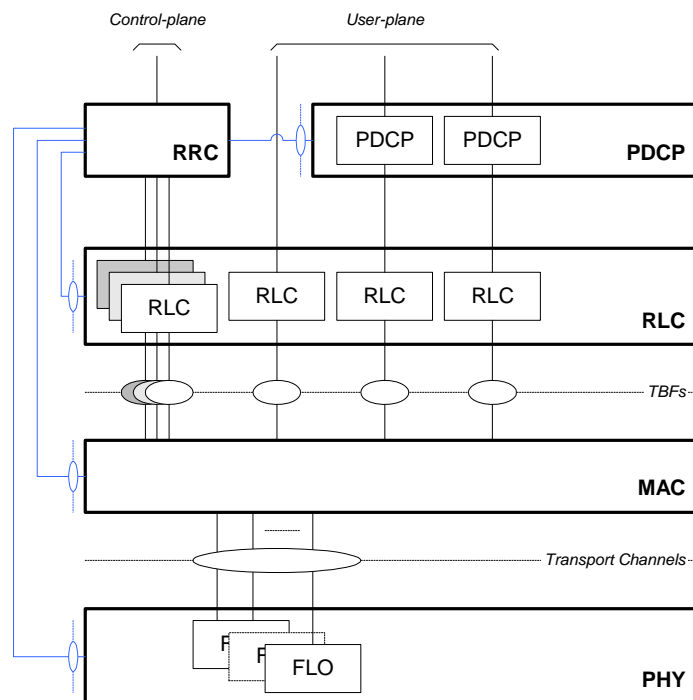 Control-plane
User-plane
RRC
PDCP
PDCP
PDCP
RLC
RLC
RLC
RLC
RLC
TBFs
MAC
Transport Channels
F
F
FLO
PHY